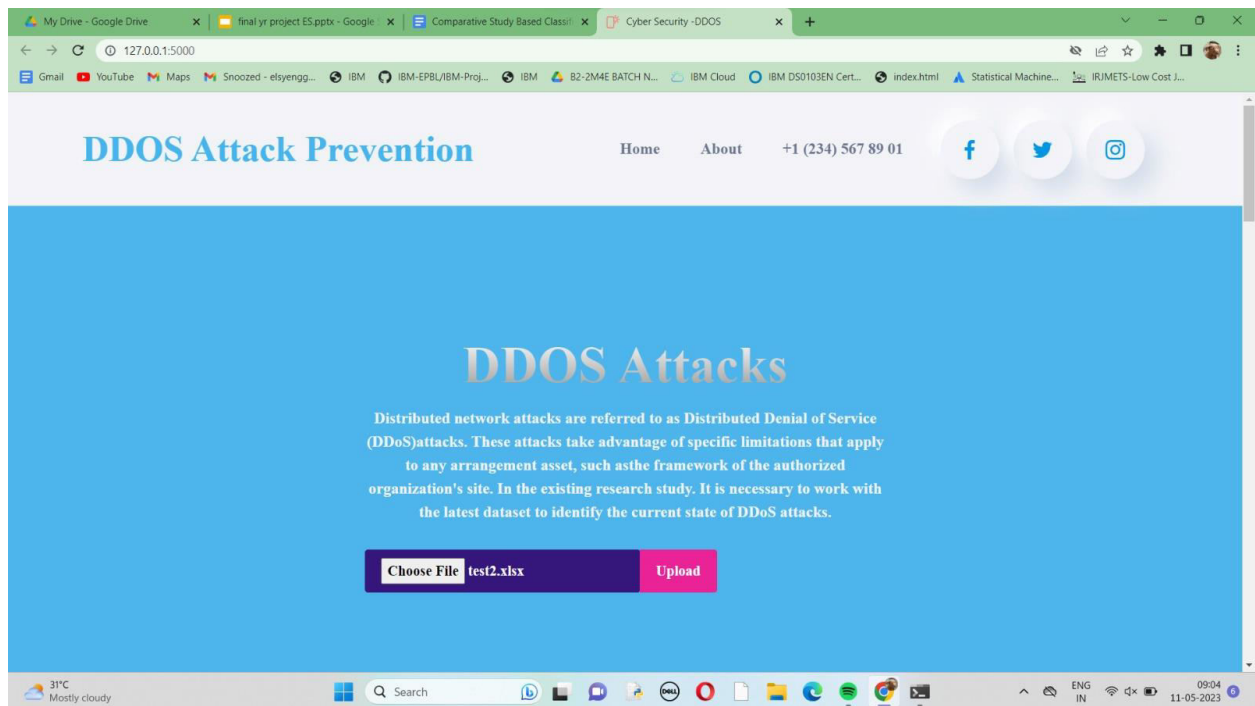 My Drive - Google Drive
final yr project ES.pptx - Google
Comparative Study Based Classifi
Cyber Security -DDOS
127.0.0.1:5000
Gmail YouTube Maps Snoozed - elsyengg... IBM IBM-EPBL/IBM-Proj... IBM B2-2M4E BATCH N... IBM Cloud IBM DS0103EN Cert... index.html Statistical Machine... IRJMETS-Low Cost J...
DDOS Attack Prevention
Home About +1 (234) 567 89 01
DDOS Attacks
Distributed network attacks are referred to as Distributed Denial of Service
(DDoS)attacks. These attacks take advantage of specific limitations that apply
to any arrangement asset, such asthe framework of the authorized
organization's site. In the existing research study. It is necessary to work with
the latest dataset to identify the current state of DDoS attacks.
Choose File test2.xlsx Upload
31°C
Mostly cloudy
Search
DELL
ENG
IN
09:04
11-05-2023
6